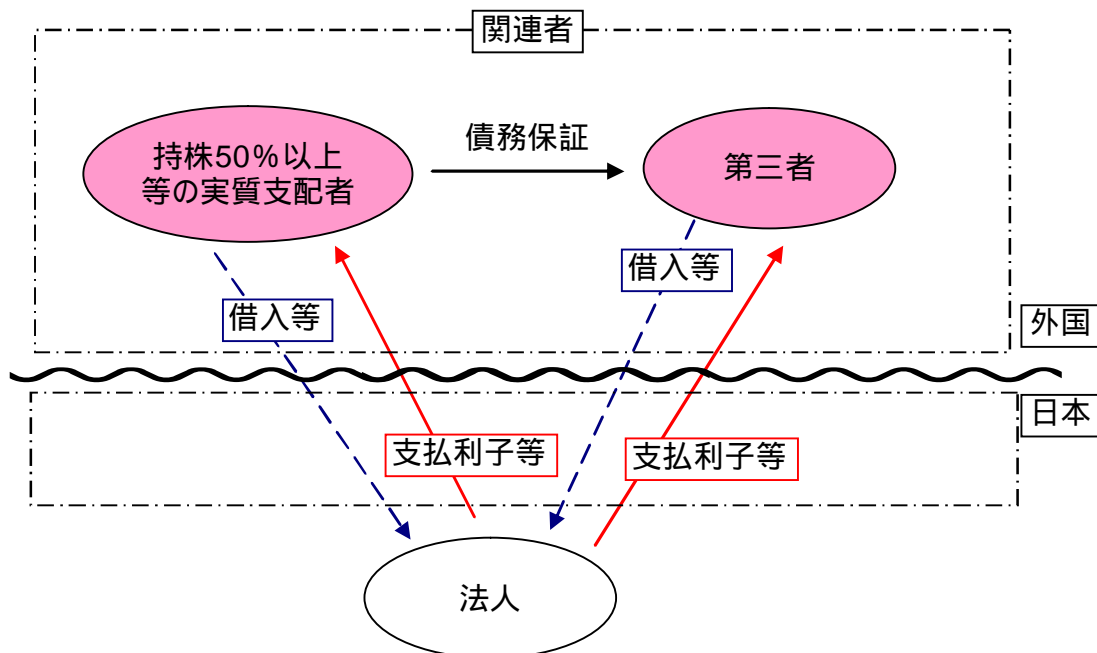 関連者
債務保証
持株50%以上
等の実質支配者
第三者
借入等
借入等
外国
日本
支払利子等
支払利子等
法人